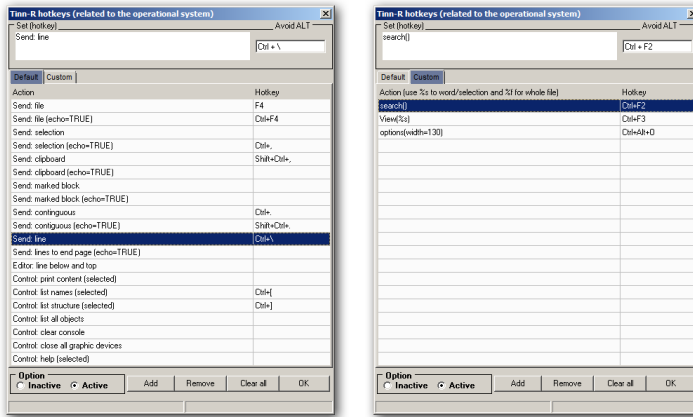 Tinn-R hotkeys (related to the operational system)
Set (hotkey) Avoid ALT
Send: line
Ctrl + \
Default Custom
Action Hotkey
Send: file F4
Send: file (echo=TRUE) Ctrl+F4
Send: selection
Send: selection (echo=TRUE) Ctrl+,
Send: clipboard Shift+Ctrl+,
Send: clipboard (echo=TRUE)
Send: marked block
Send: marked block (echo=TRUE)
Send: continguous Ctrl+.
Send: contiguous (echo=TRUE) Shift+Ctrl+.
Send: line Ctrl+\
Send: lines to end page (echo=TRUE)
Editor: line below and top
Control: print content (selected)
Control: list names (selected) Ctrl+[
Control: list structure (selected) Ctrl+]
Control: list all objects
Control: clear console
Control: close all graphic devices
Control: help (selected)
Option
Inactive Active Add Remove Clear all OK
Tinn-R hotkeys (related to the operational system)
Set (hotkey) Avoid ALT
search()
Ctrl + F2
Default Custom
Action (use %s to word/selection and %f for whole file) Hotkey
search() Ctrl+F2
View(%s) Ctrl+F3
options(width=130) Ctrl+Alt+O
Option
Inactive Active Add Remove Clear all OK